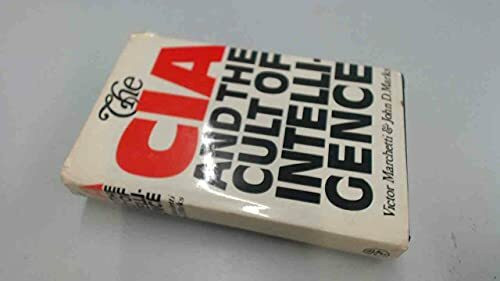 The
CIA
AND THE
CULT OF
INTELLI-
GENCE
Victor Marchetti & John D. Marks